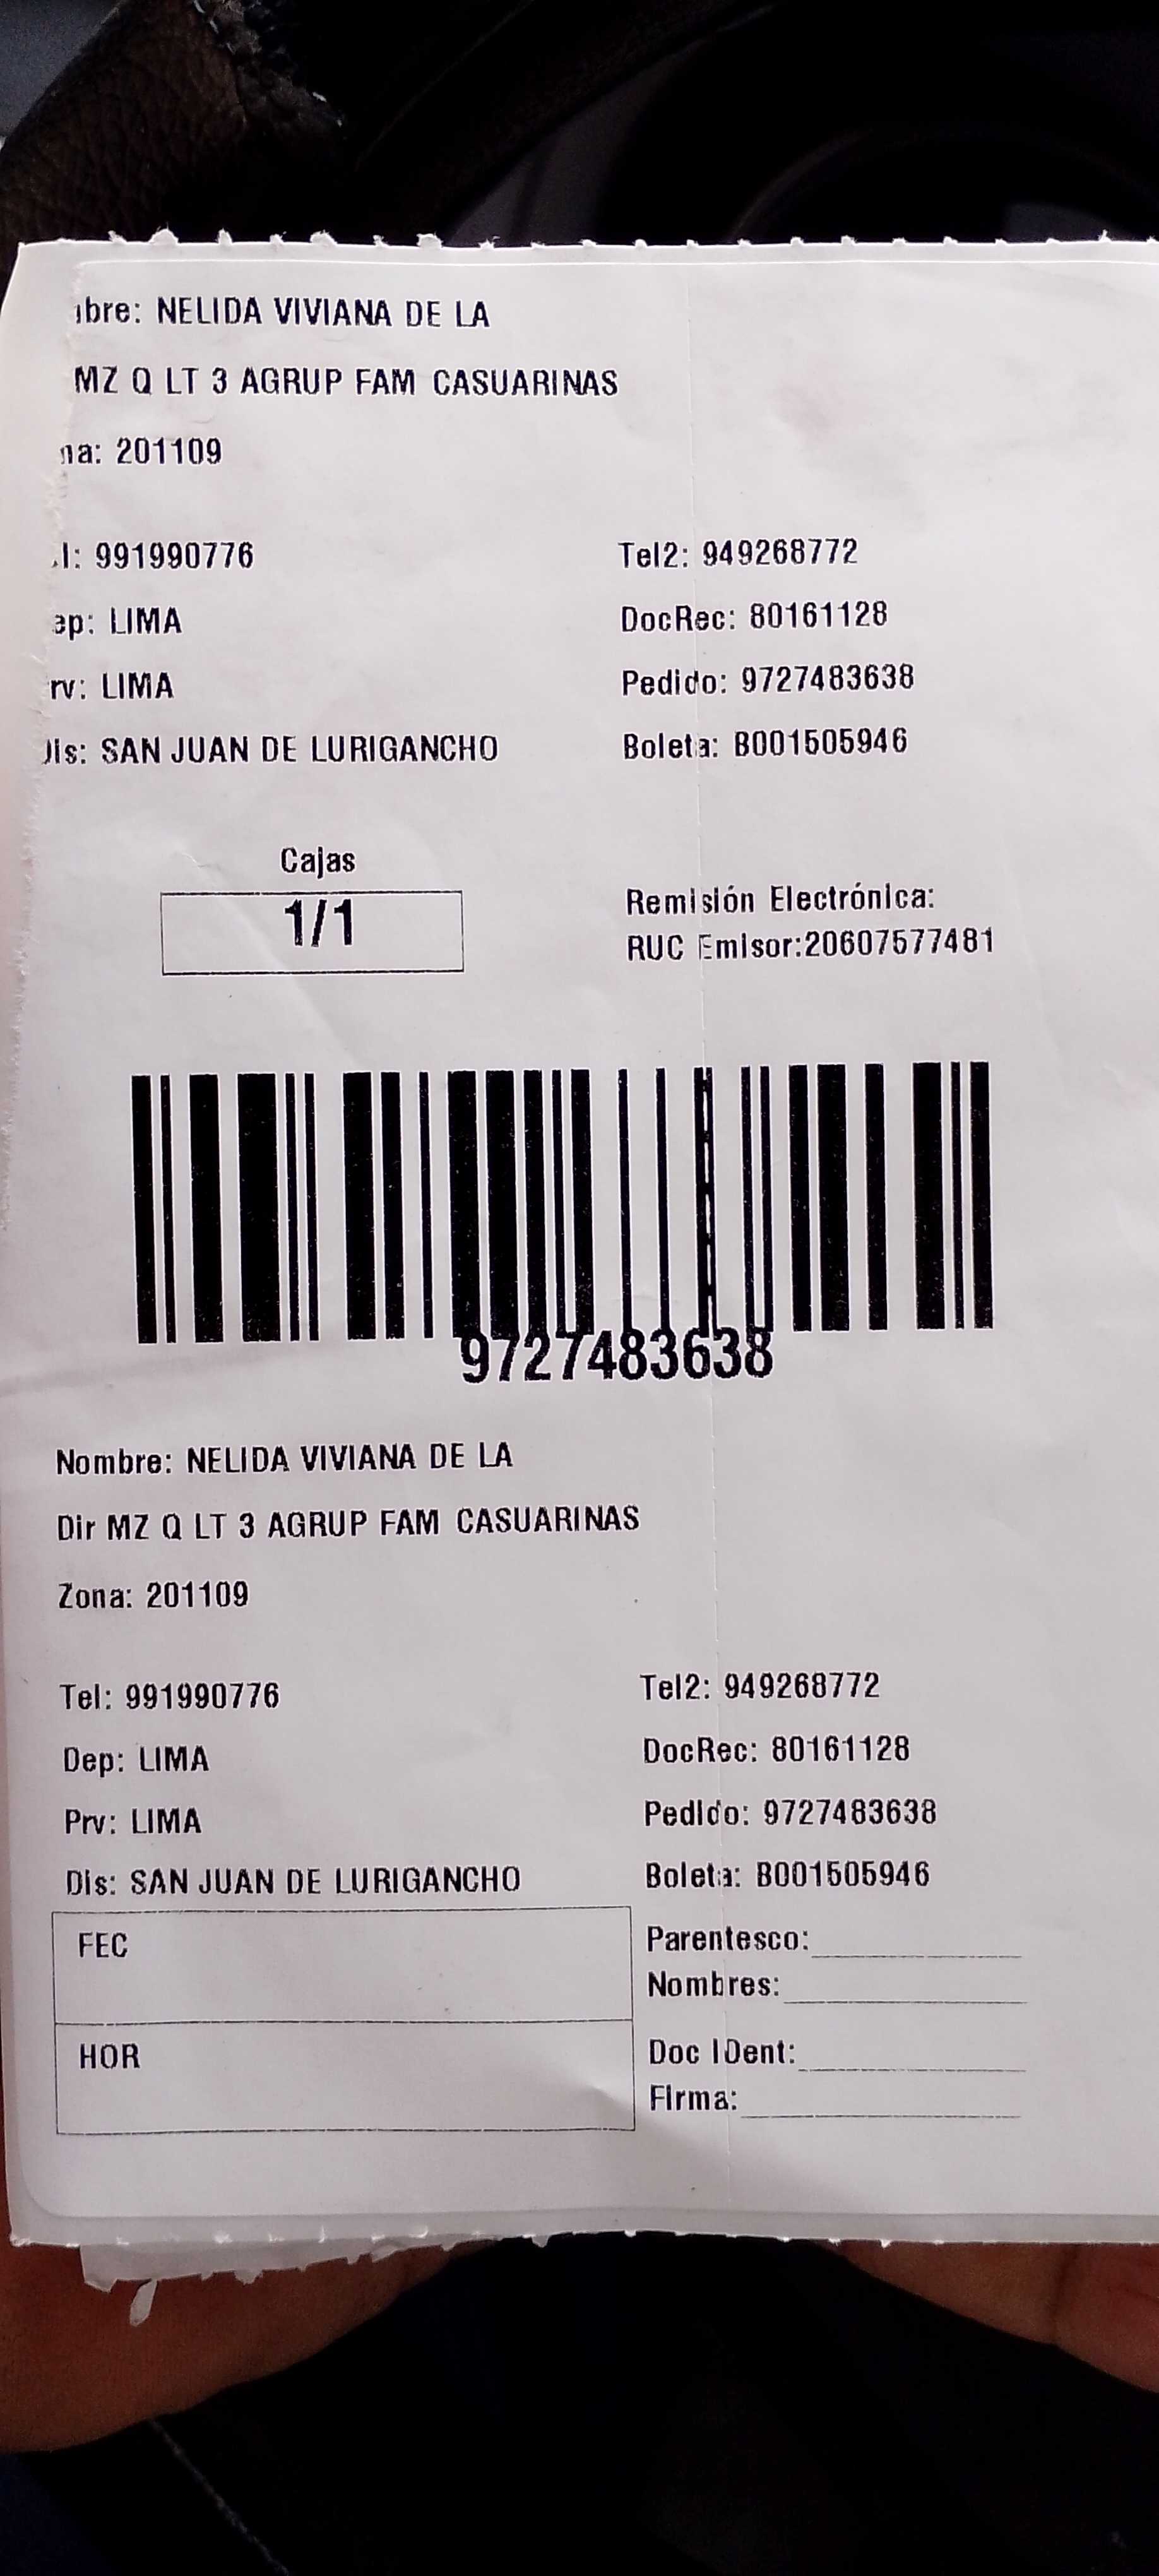 bre: NELIDA VIVIANA DE LA
MZ Q LT 3 AGRUP FAM CASUARINAS
na: 201109
l: 991990776 Tel2: 949268772
ep: LIMA DocRec: 80161128
rv: LIMA Pedido: 9727483638
Dis: SAN JUAN DE LURIGANCHO Boleta: B001505946
Cajas
1/1
Remisión Electrónica:
RUC Emisor:20607577481
9727483638
Nombre: NELIDA VIVIANA DE LA
Dir MZ Q LT 3 AGRUP FAM CASUARINAS
Zona: 201109
Tel: 991990776 Tel2: 949268772
Dep: LIMA DocRec: 80161128
Prv: LIMA Pedido: 9727483638
Dis: SAN JUAN DE LURIGANCHO Boleta: B001505946
FEC Parentesco:
Nombres:
HOR Doc IDent:
Firma: